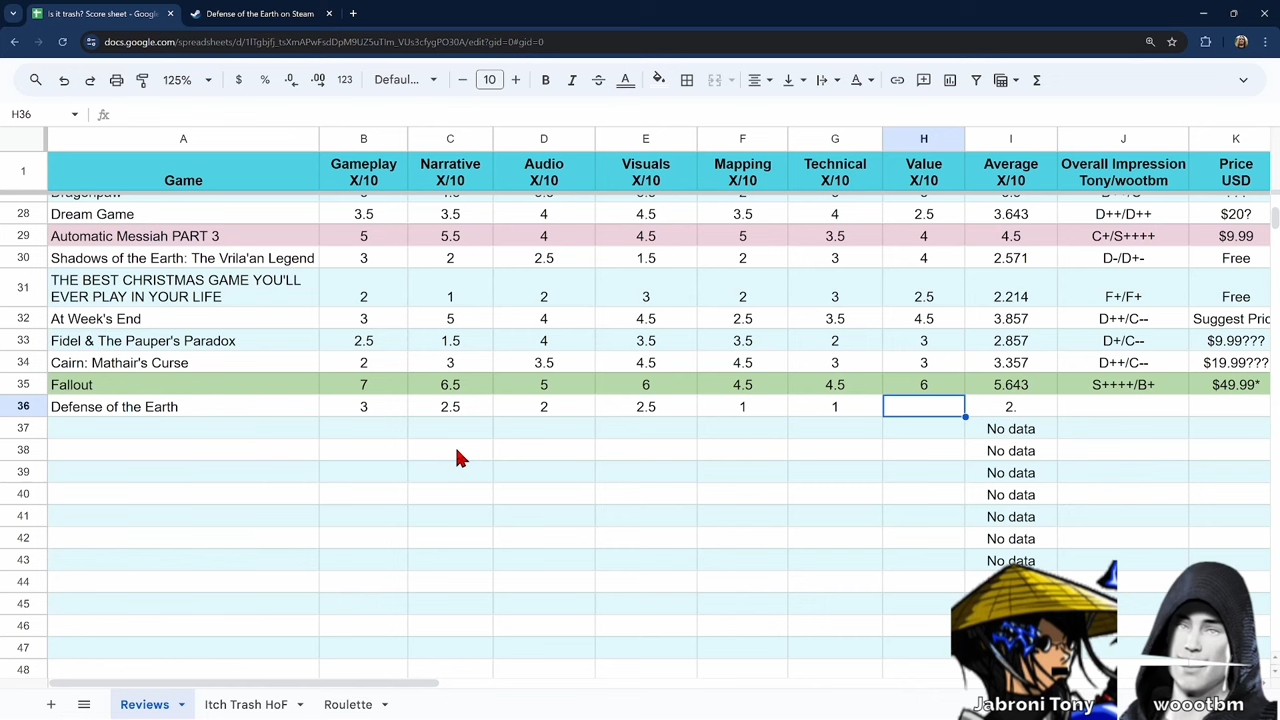 Is it trash? Score sheet - Google
Defense of the Earth on Steam
125%
$
%
.0
.00
123
Defaul...
10
B
I
A
Σ
H36
fx
A
B
C
D
E
F
G
H
I
J
K
1
Game
Gameplay X/10
Narrative X/10
Audio X/10
Visuals X/10
Mapping X/10
Technical X/10
Value X/10
Average X/10
Overall Impression Tony/wootbm
Price USD
28 Dream Game 3.5 3.5 4 4.5 3.5 4 2.5 3.643 D++/D++ $20?
29 Automatic Messiah PART 3 5 5.5 4 4.5 5 3.5 4 4.5 C+/S++++ $9.99
30 Shadows of the Earth: The Vrila'an Legend 3 2 2.5 1.5 2 3 4 2.571 D-/D+- Free
THE BEST CHRISTMAS GAME YOU'LL
31 EVER PLAY IN YOUR LIFE 2 1 2 3 2 3 2.5 2.214 F+/F+ Free
32 At Week's End 3 5 4 4.5 2.5 3.5 4.5 3.857 D++/C-- Suggest Pric
33 Fidel & The Pauper's Paradox 2.5 1.5 4 3.5 3.5 2 3 2.857 D+/C-- $9.99???
34 Cairn: Mathair's Curse 2 3 3.5 4.5 4.5 3 3 3.357 D++/C-- $19.99???
35 Fallout 7 6.5 5 6 4.5 4.5 6 5.643 S++++/B+ $49.99*
36 Defense of the Earth 3 2.5 2 2.5 1 1 2.
37 No data
38 No data
39 No data
40 No data
41 No data
42 No data
43 No data
44
45
46
47
48
Reviews
Itch Trash HoF
Roulette
Jabroni Tony
woootbm